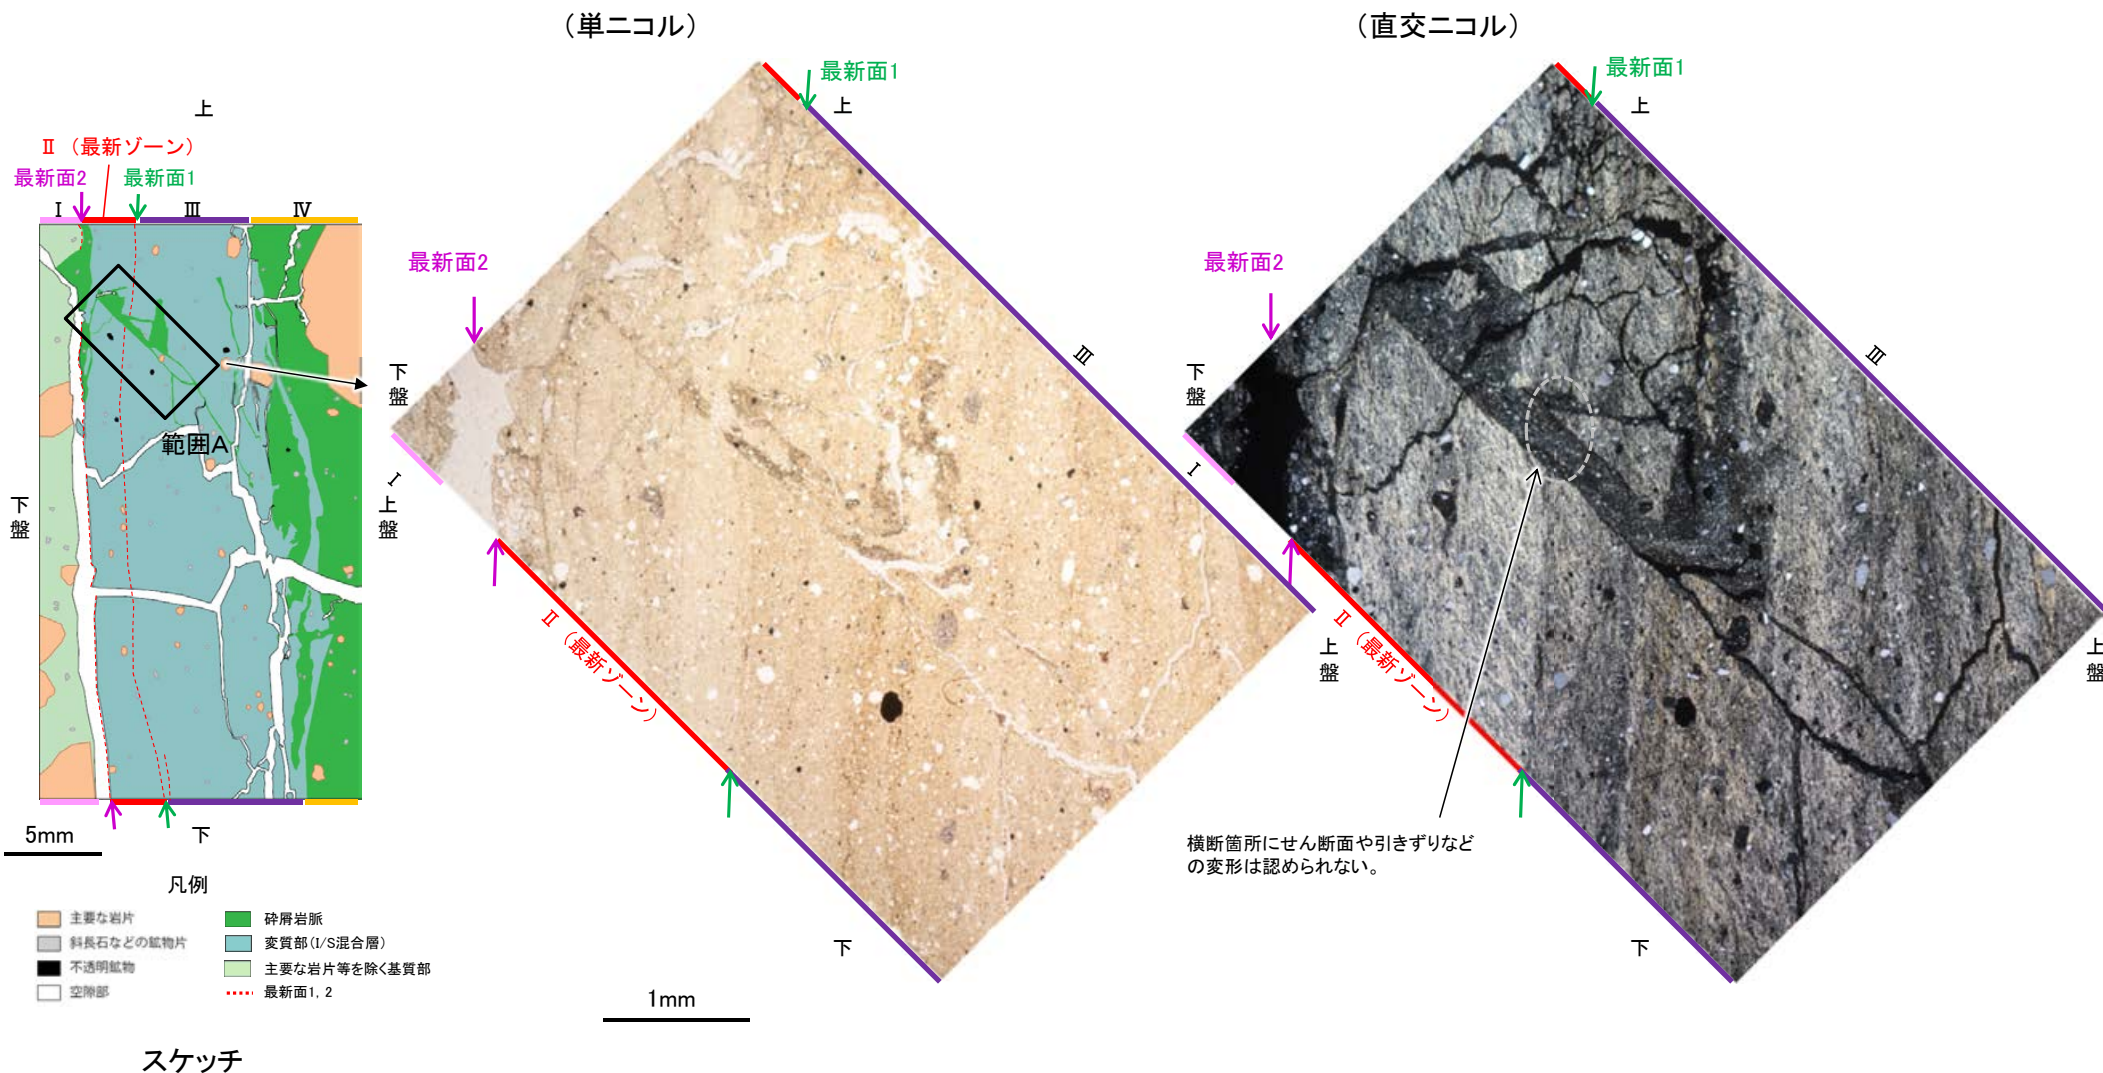 （単ニコル）
（直交ニコル）
最新面1
上
最新面1
上
上
Ⅱ （最新ゾーン）
最新面2
最新面1
Ⅰ
Ⅲ
Ⅳ
範囲A
下盤
上盤
下
5mm
最新面2
下盤
Ⅰ
Ⅲ
Ⅱ （最新ゾーン）
上盤
下
1mm
最新面2
下盤
Ⅰ
Ⅲ
Ⅱ （最新ゾーン）
上盤
下
横断箇所にせん断面や引きずりなど
の変形は認められない。
凡例
主要な岩片
斜長石などの鉱物片
不透明鉱物
空隙部
砕屑岩脈
変質部(I/S混合層)
主要な岩片等を除く基質部
最新面1, 2
スケッチ